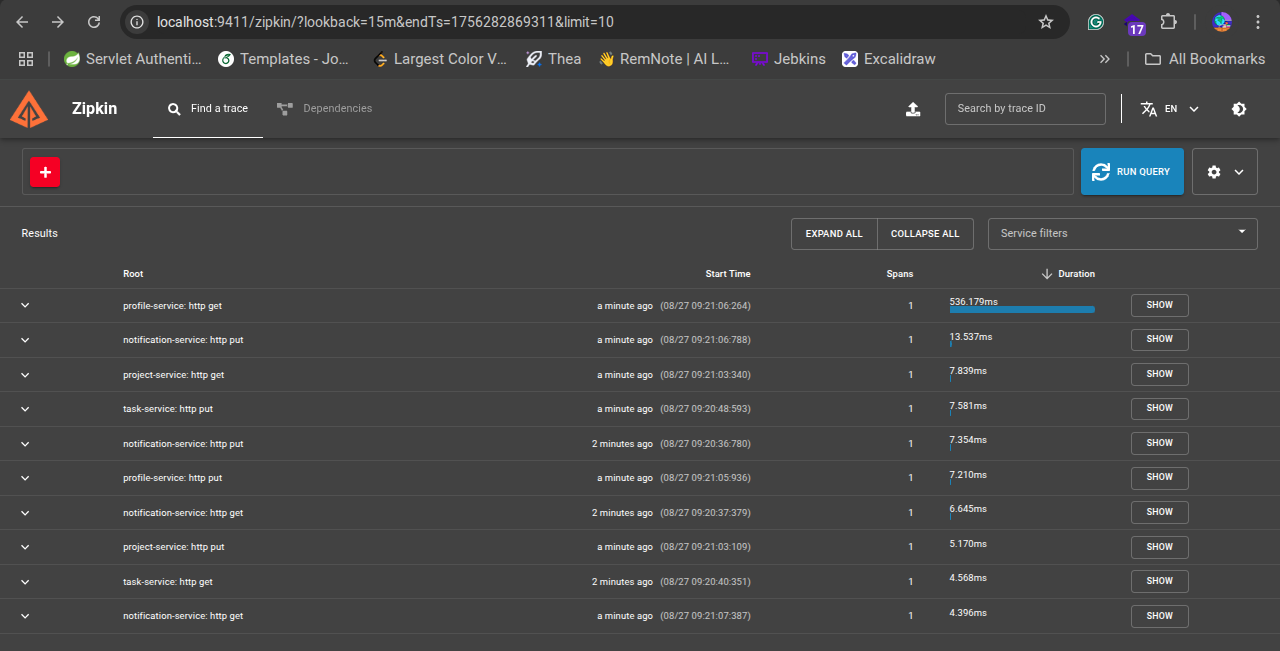 localhost:9411/zipkin/?lookback=15m&endTs=1756282869311&limit=10
17
Servlet Authenti...
Templates - Jo...
Largest Color V...
Thea
RemNote | AI L...
Jebkins
Excalidraw
»
All Bookmarks
Zipkin
Find a trace
Dependencies
Search by trace ID
EN
+
RUN QUERY
Results
EXPAND ALL
COLLAPSE ALL
Service filters
Root Start Time Spans Duration
profile-service: http get a minute ago (08/27 09:21:06:264) 1 536.179ms SHOW
notification-service: http put a minute ago (08/27 09:21:06:788) 1 13.537ms SHOW
project-service: http get a minute ago (08/27 09:21:03:340) 1 7.839ms SHOW
task-service: http put a minute ago (08/27 09:20:48:593) 1 7.581ms SHOW
notification-service: http put 2 minutes ago (08/27 09:20:36:780) 1 7.354ms SHOW
profile-service: http put a minute ago (08/27 09:21:05:936) 1 7.210ms SHOW
notification-service: http get 2 minutes ago (08/27 09:20:37:379) 1 6.645ms SHOW
project-service: http put a minute ago (08/27 09:21:03:109) 1 5.170ms SHOW
task-service: http get 2 minutes ago (08/27 09:20:40:351) 1 4.568ms SHOW
notification-service: http get a minute ago (08/27 09:21:07:387) 1 4.396ms SHOW